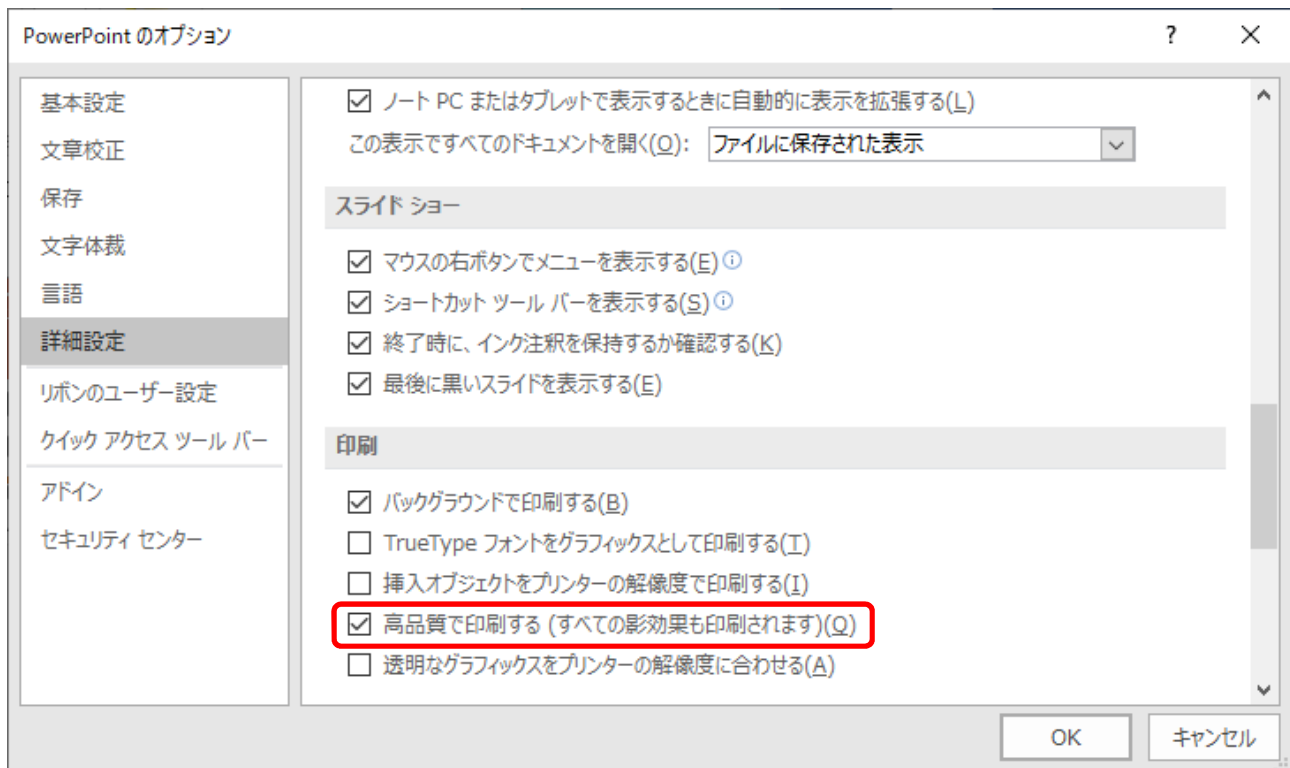 PowerPoint のオプション
?
基本設定
文章校正
保存
文字体裁
言語
詳細設定
リボンのユーザー設定
クイック アクセス ツール バー
アドイン
セキュリティ センター
ノート PC またはタブレットで表示するときに自動的に表示を拡張する(L)
この表示ですべてのドキュメントを開く(O): ファイルに保存された表示
スライド ショー
マウスの右ボタンでメニューを表示する(E)
ショートカット ツール バーを表示する(S)
終了時に、インク注釈を保持するか確認する(K)
最後に黒いスライドを表示する(E)
印刷
バックグラウンドで印刷する(B)
TrueType フォントをグラフィックスとして印刷する(T)
挿入オブジェクトをプリンターの解像度で印刷する(I)
高品質で印刷する (すべての影効果も印刷されます)(Q)
透明なグラフィックスをプリンターの解像度に合わせる(A)
OK
キャンセル